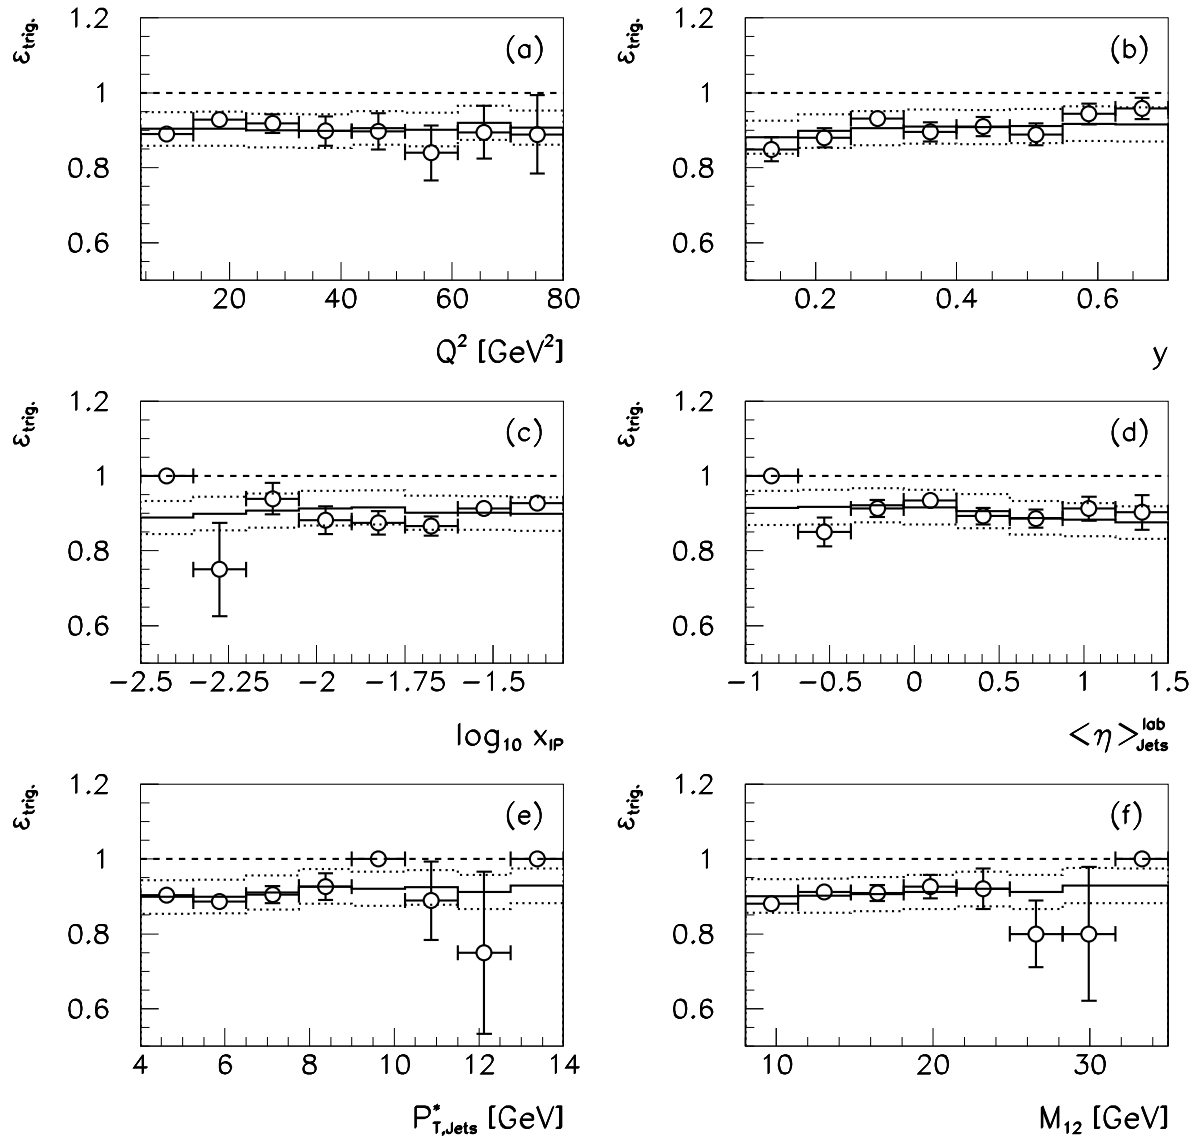 ε_trig.
1.2
1
0.8
0.6
(a)
20 40 60 80
Q² [GeV²]
ε_trig.
1.2
1
0.8
0.6
(b)
0.2 0.4 0.6
y
ε_trig.
1.2
1
0.8
0.6
(c)
−2.5 −2.25 −2 −1.75 −1.5
log₁₀ x_IP
ε_trig.
1.2
1
0.8
0.6
(d)
−1 −0.5 0 0.5 1 1.5
<η>^lab_Jets
ε_trig.
1.2
1
0.8
0.6
(e)
4 6 8 10 12 14
P*_T,Jets [GeV]
ε_trig.
1.2
1
0.8
0.6
(f)
10 20 30
M₁₂ [GeV]